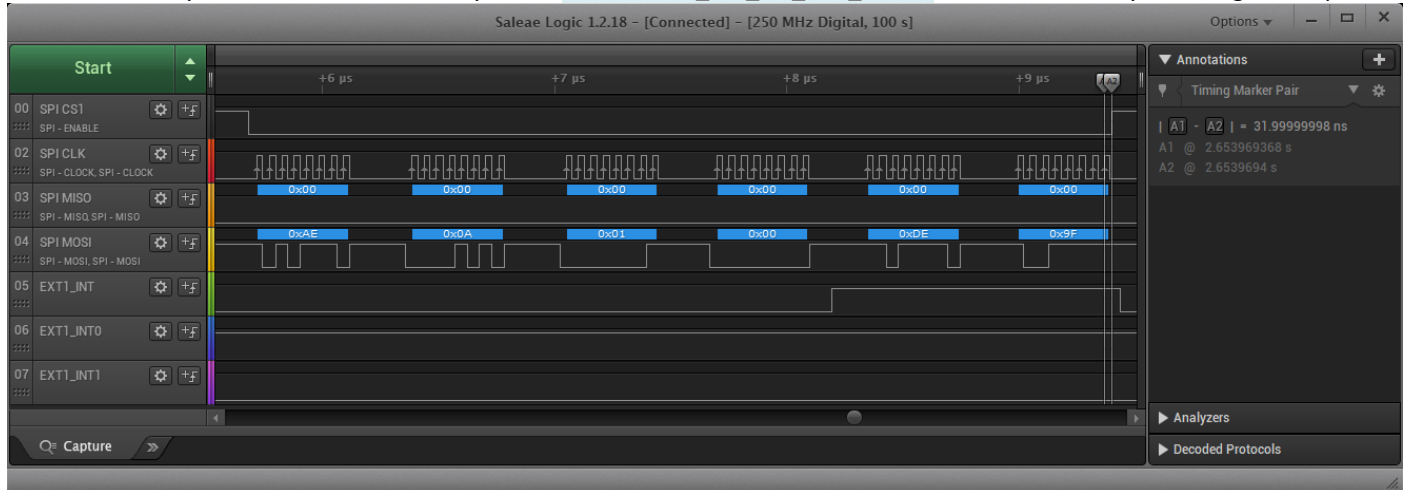 Saleae Logic 1.2.18 - [Connected] - [250 MHz Digital, 100 s]
Options
Start
+6 µs
+7 µs
+8 µs
+9 µs
A2
00 SPI CS1
SPI - ENABLE
02 SPI CLK
SPI - CLOCK, SPI - CLOCK
03 SPI MISO
SPI - MISO, SPI - MISO
0x00 0x00 0x00 0x00 0x00 0x00
04 SPI MOSI
SPI - MOSI, SPI - MOSI
0xAE 0x0A 0x01 0x00 0xDE 0x9F
05 EXT1_INT
06 EXT1_INT0
07 EXT1_INT1
Capture
Annotations
Timing Marker Pair
| A1 - A2 | = 31.99999998 ns
A1 @ 2.653969368 s
A2 @ 2.6539694 s
Analyzers
Decoded Protocols